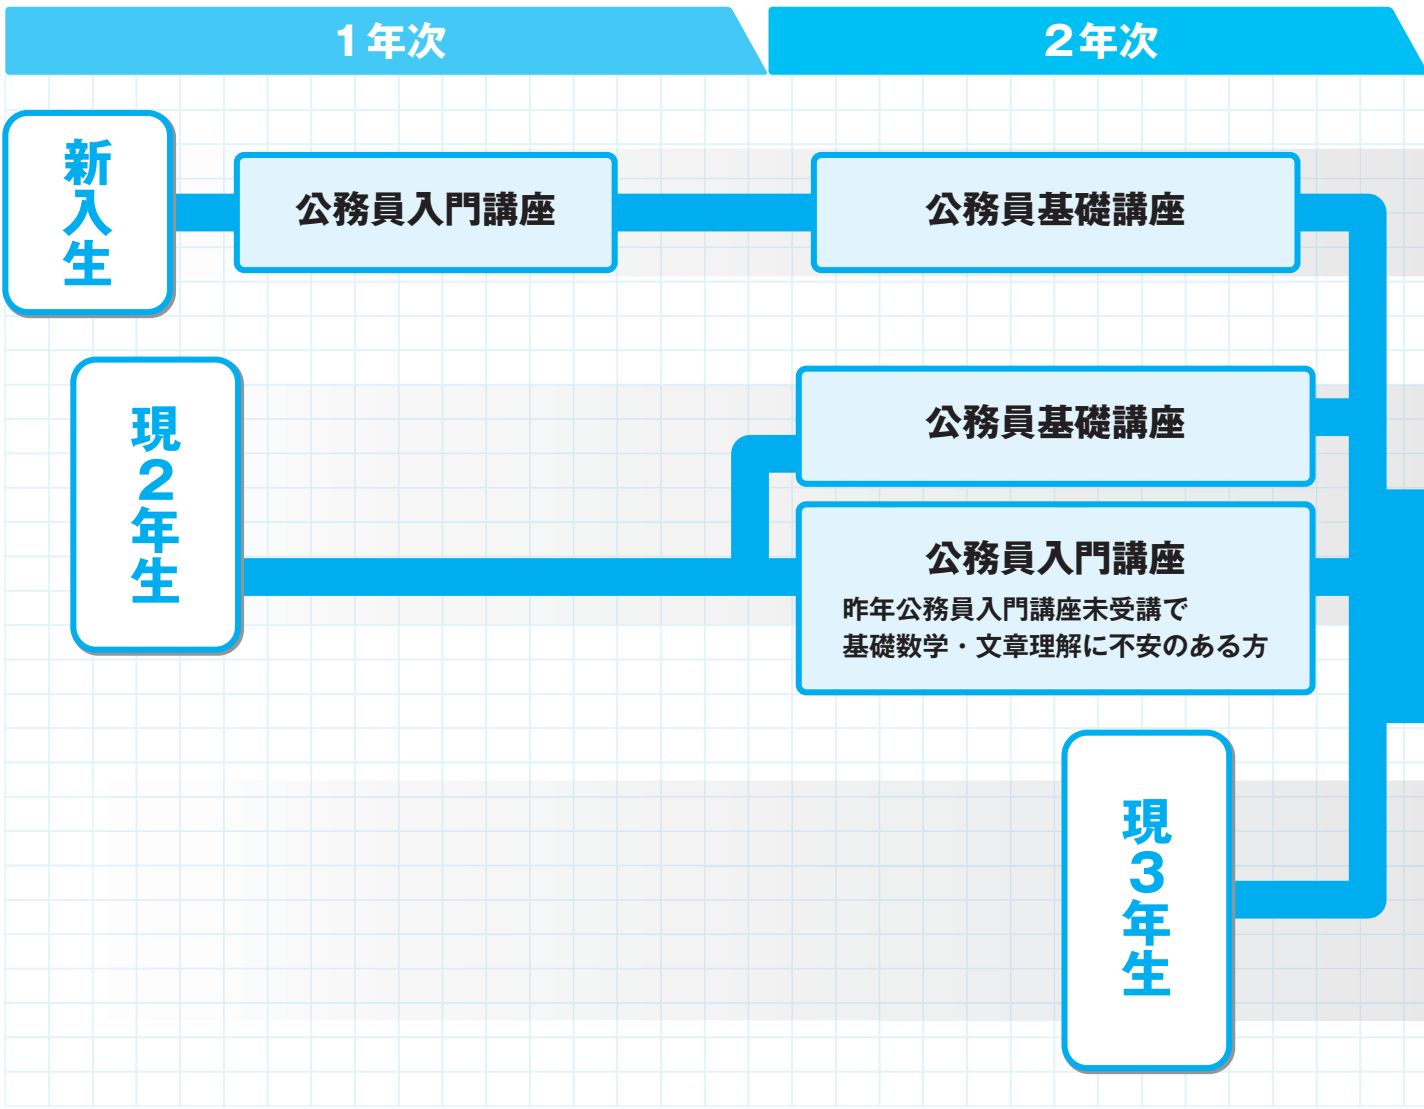 1年次
2年次
新入生
公務員入門講座
公務員基礎講座
現2年生
公務員基礎講座
公務員入門講座
昨年公務員入門講座未受講で
基礎数学・文章理解に不安のある方
現3年生